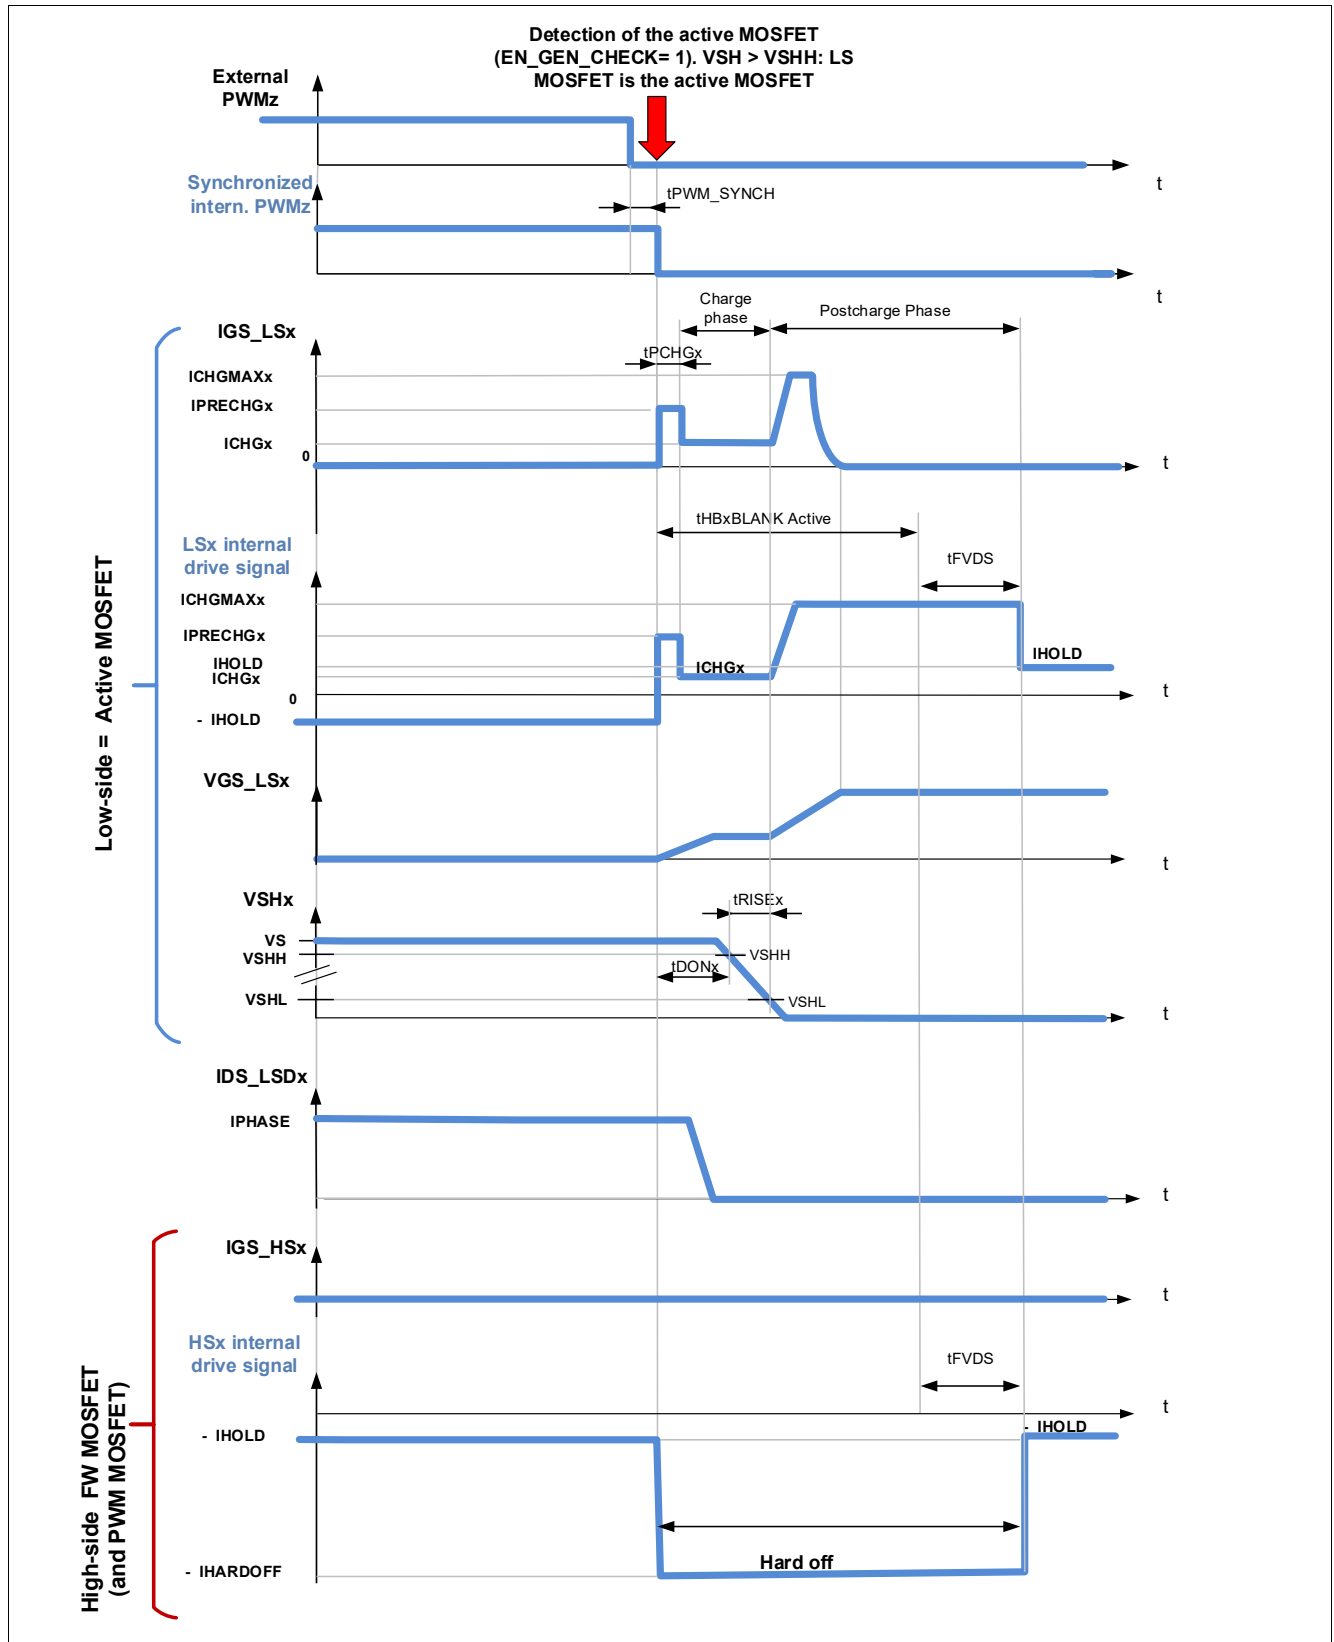 Detection of the active MOSFET
(EN_GEN_CHECK= 1). VSH > VSHH: LS
MOSFET is the active MOSFET
External
PWMz
t
Synchronized
intern. PWMz
tPWM_SYNCH
t
Charge
phase
Postcharge Phase
IGS_LSx
tPCHGx
ICHGMAXx
IPRECHGx
ICHGx
0
t
tHBxBLANK Active
LSx internal
drive signal
tFVDS
ICHGMAXx
IPRECHGx
IHOLD
ICHGx
ICHGx
IHOLD
0
t
- IHOLD
VGS_LSx
t
VSHx
tRISEx
VS
VSHH
VSHH
tDONx
VSHL
VSHL
t
Low-side = Active MOSFET
IDS_LSDx
IPHASE
t
IGS_HSx
t
HSx internal
drive signal
tFVDS
t
- IHOLD
- IHOLD
Hard off
- IHARDOFF
High-side FW MOSFET
(and PWM MOSFET)